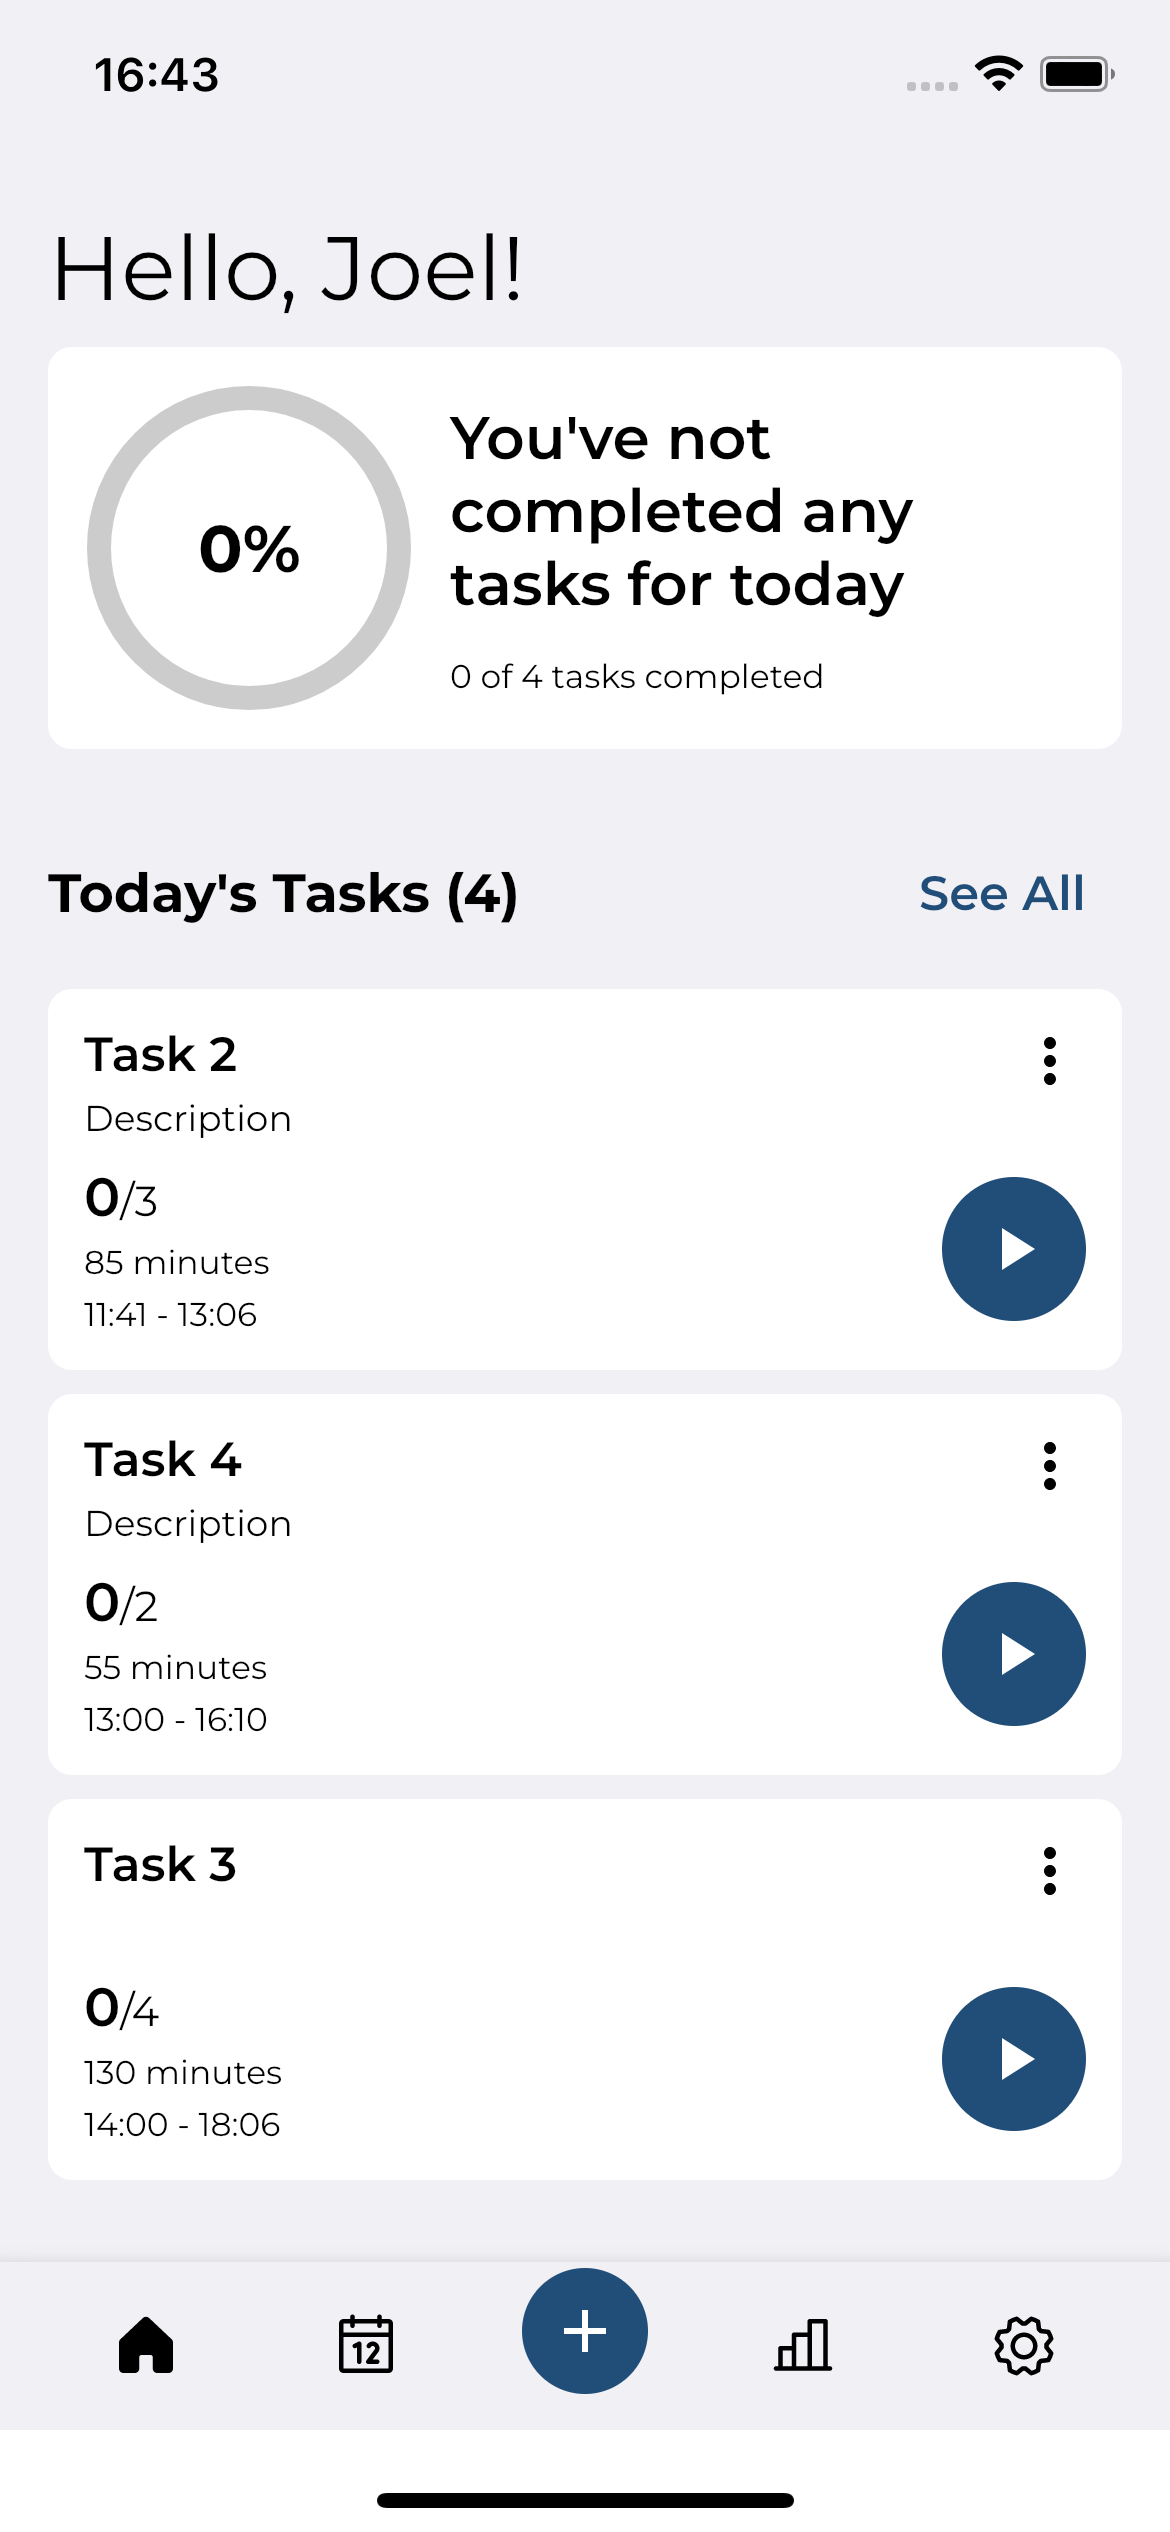 16:43
Hello, Joel!
0%
You've not
completed any
tasks for today
0 of 4 tasks completed
Today's Tasks (4)
See All
Task 2
Description
0/3
85 minutes
11:41 - 13:06
Task 4
Description
0/2
55 minutes
13:00 - 16:10
Task 3
0/4
130 minutes
14:00 - 18:06
12